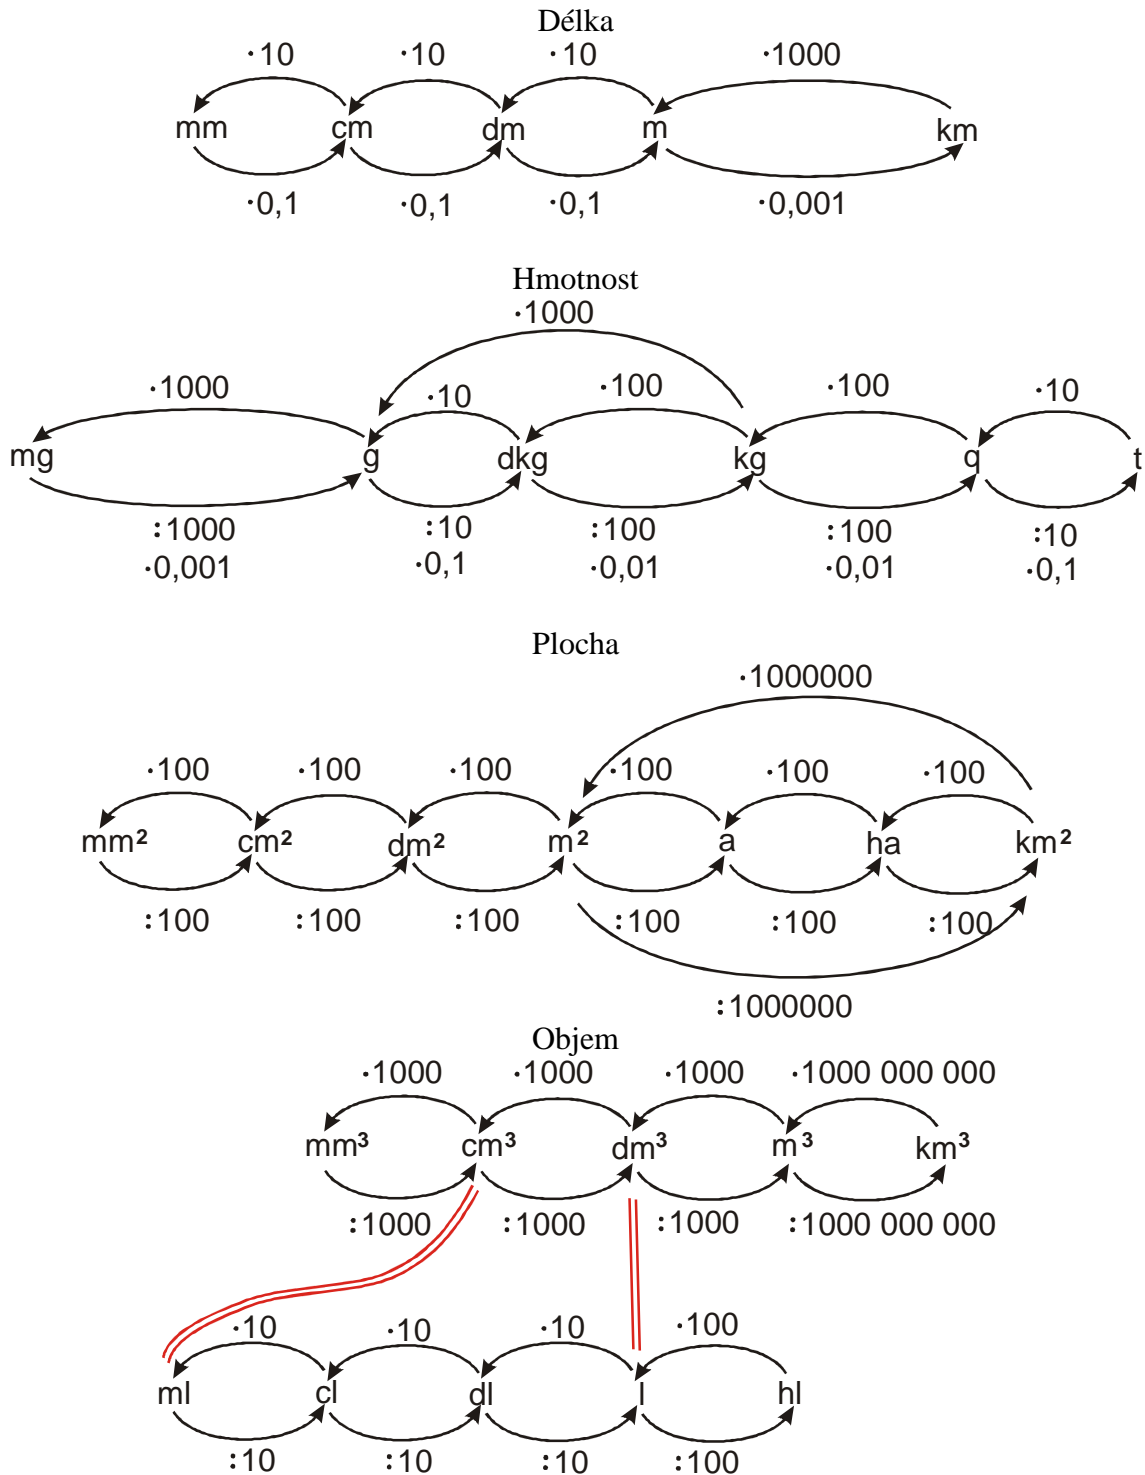 Délka
·10 ·10 ·10 ·1000
mm cm dm m km
·0,1 ·0,1 ·0,1 ·0,001
Hmotnost
·1000
·1000 ·10 ·100 ·100 ·10
mg g dkg kg q t
:1000 :10 :100 :100 :10
·0,001 ·0,1 ·0,01 ·0,01 ·0,1
Plocha
·1000000
·100 ·100 ·100 ·100 ·100 ·100
mm² cm² dm² m² a ha km²
:100 :100 :100 :100 :100 :100
:1000000
Objem
·1000 ·1000 ·1000 ·1000 000 000
mm³ cm³ dm³ m³ km³
:1000 :1000 :1000 :1000 000 000
·10 ·10 ·10 ·100
ml cl dl l hl
:10 :10 :10 :100